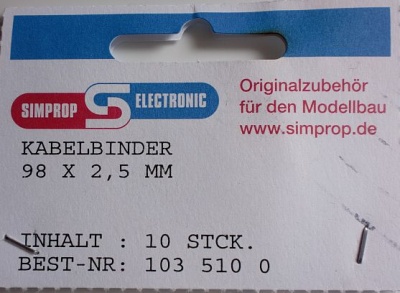 SIMPROP S ELECTRONIC
Originalzubehör
für den Modellbau
www.simprop.de
KABELBINDER
98 X 2,5 MM
INHALT : 10 STCK.
BEST-NR: 103 510 0